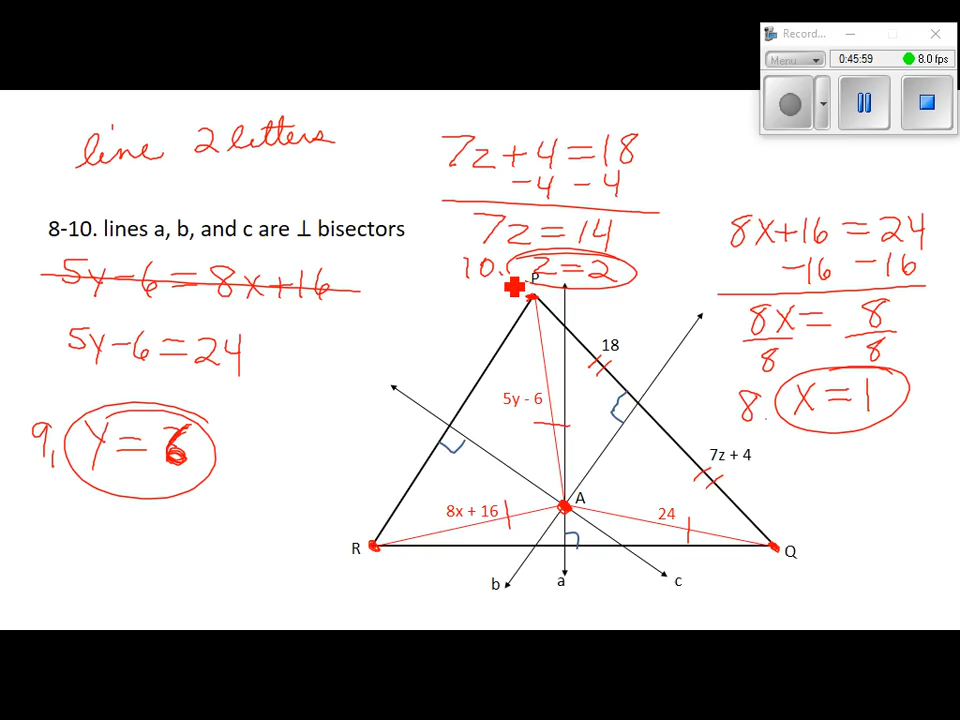 Record...
Menu
0:45:59
8.0 fps
line 2 letters
7z + 4 = 18
-4 -4
7z = 14
10. z = 2
8-10. lines a, b, and c are ⊥ bisectors
5y - 6 = 8x + 16
5y - 6 = 24
9. y = 6
8x + 16 = 24
-16 -16
8x = 8
8 8
8. x = 1
P
18
5y - 6
7z + 4
A
8x + 16
24
R
Q
b
a
c